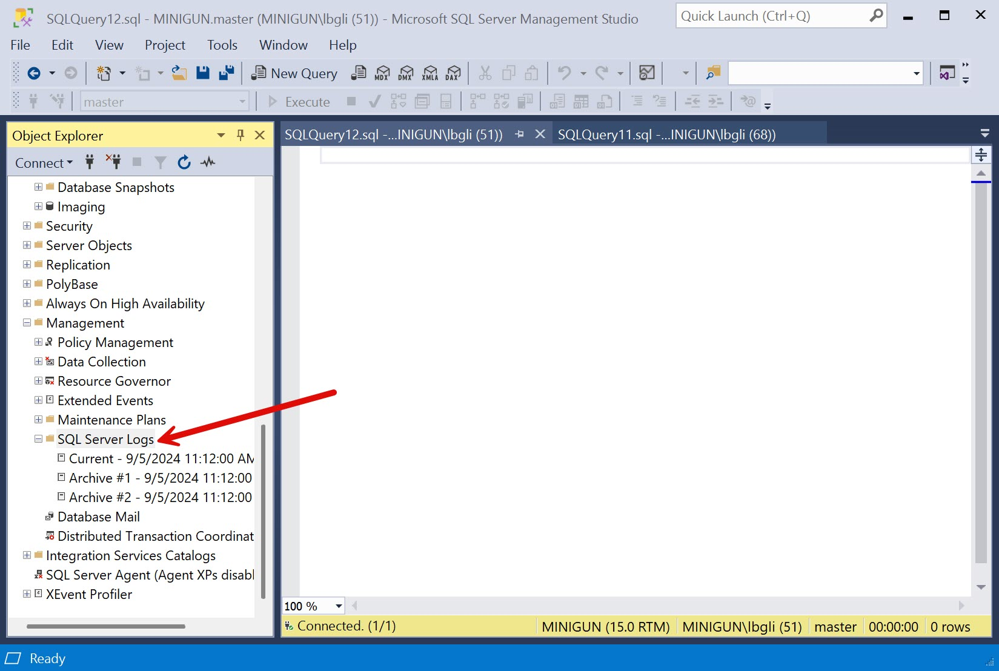 SQLQuery12.sql - MINIGUN.master (MINIGUN\lbgli (51)) - Microsoft SQL Server Management Studio
Quick Launch (Ctrl+Q)
File Edit View Project Tools Window Help
New Query MDX DMX XMLA DAX
master Execute
Object Explorer
Connect
Database Snapshots
Imaging
Security
Server Objects
Replication
PolyBase
Always On High Availability
Management
Policy Management
Data Collection
Resource Governor
Extended Events
Maintenance Plans
SQL Server Logs
Current - 9/5/2024 11:12:00 AM
Archive #1 - 9/5/2024 11:12:00
Archive #2 - 9/5/2024 11:12:00
Database Mail
Distributed Transaction Coordinat
Integration Services Catalogs
SQL Server Agent (Agent XPs disabl
XEvent Profiler
SQLQuery12.sql -...INIGUN\lbgli (51))
SQLQuery11.sql -...INIGUN\lbgli (68))
100 %
Connected. (1/1)
MINIGUN (15.0 RTM)
MINIGUN\lbgli (51)
master
00:00:00
0 rows
Ready